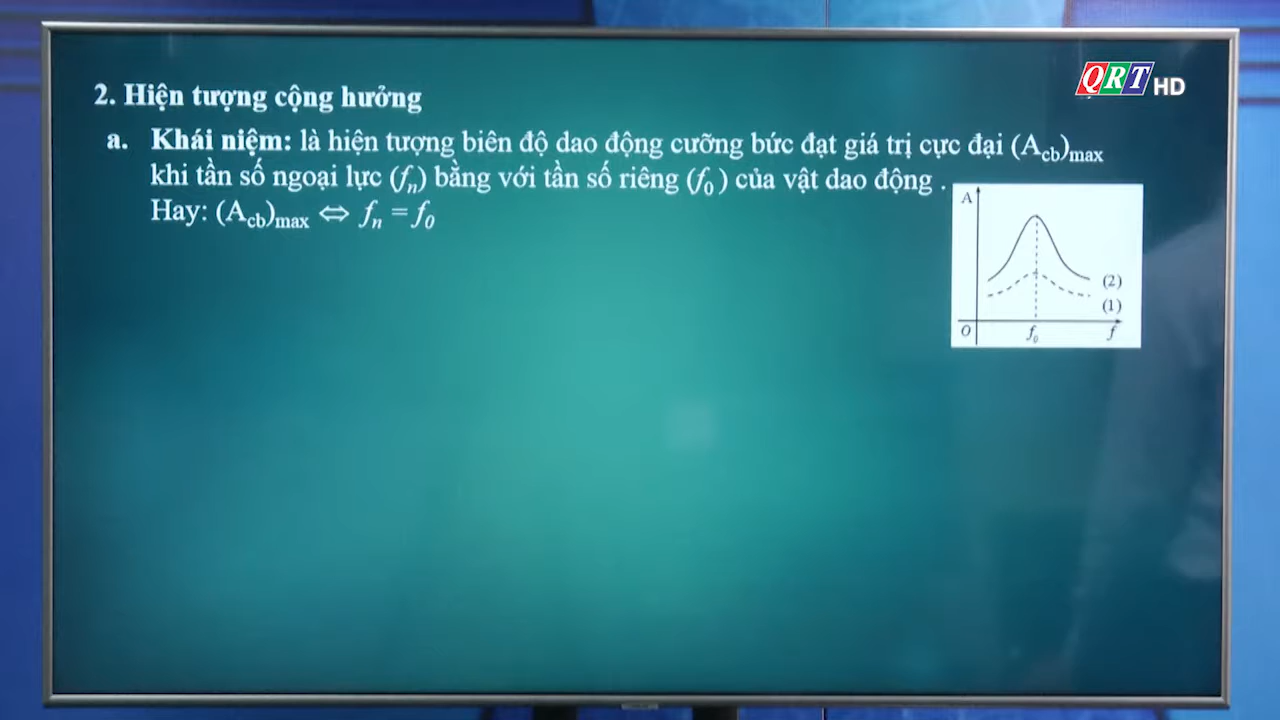 QRT HD
2. Hiện tượng cộng hưởng
a. Khái niệm: là hiện tượng biên độ dao động cưỡng bức đạt giá trị cực đại (Acb)max
khi tần số ngoại lực (fn) bằng với tần số riêng (f0) của vật dao động .
Hay: (Acb)max ⇔ fn = f0
A
(2)
(1)
O f0 f